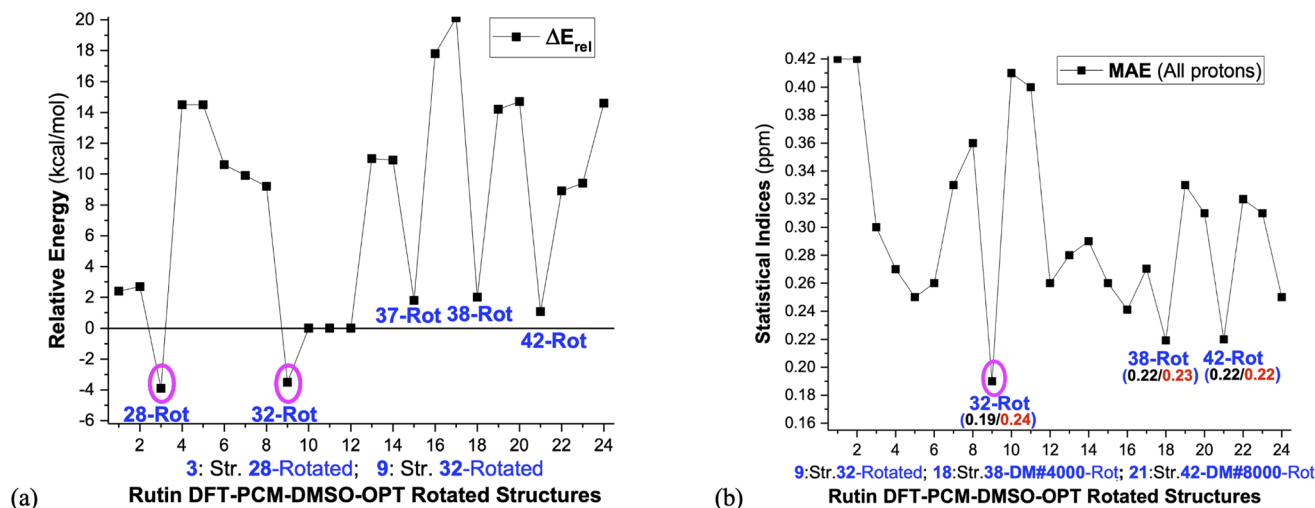 20
18
16
14
12
10
8
6
4
2
0
-2
-4
-6
Relative Energy (kcal/mol)
ΔErel
37-Rot
38-Rot
42-Rot
28-Rot
32-Rot
2 4 6 8 10 12 14 16 18 20 22 24
3: Str. 28-Rotated; 9: Str. 32-Rotated
(a) Rutin DFT-PCM-DMSO-OPT Rotated Structures
0.42
0.40
0.38
0.36
0.34
0.32
0.30
0.28
0.26
0.24
0.22
0.20
0.18
0.16
Statistical Indices (ppm)
MAE (All protons)
38-Rot
(0.22/0.23)
42-Rot
(0.22/0.22)
32-Rot
(0.19/0.24)
2 4 6 8 10 12 14 16 18 20 22 24
9:Str.32-Rotated; 18:Str.38-DM#4000-Rot; 21:Str.42-DM#8000-Rot
(b) Rutin DFT-PCM-DMSO-OPT Rotated Structures